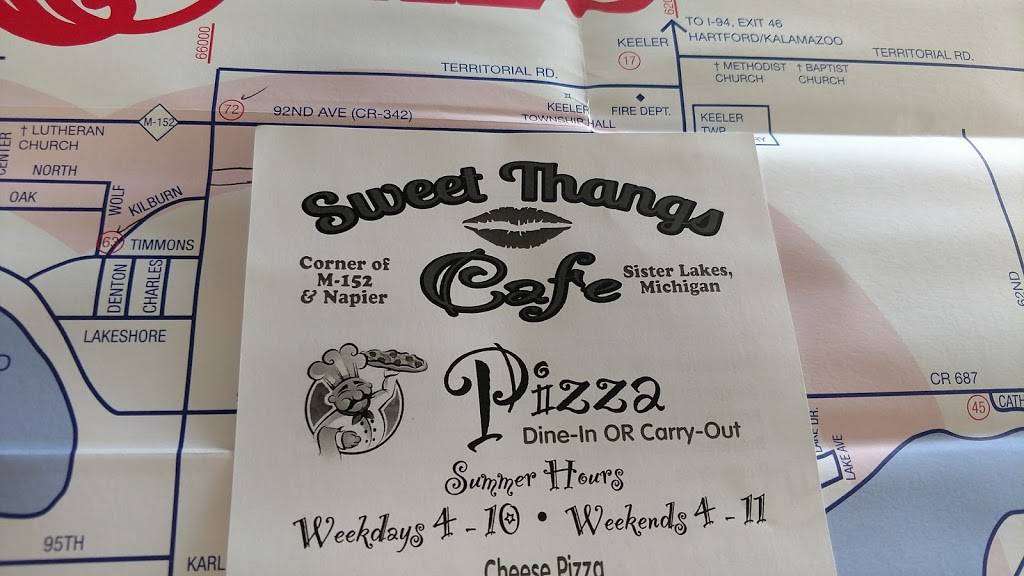 66000
62
TO I-94, EXIT 46
HARTFORD/KALAMAZOO
KEELER
17
TERRITORIAL RD.
TERRITORIAL RD.
† METHODIST
CHURCH
† BAPTIST
CHURCH
72
92ND AVE (CR-342)
KEELER
TOWNSHIP HALL
FIRE DEPT.
KEELER
TWP.
M-152
† LUTHERAN
CHURCH
CENTER
NORTH
OAK
WOLF
KILBURN
63
TIMMONS
DENTON
CHARLES
LAKESHORE
Sweet Thangs
Cafe
Corner of
M-152
& Napier
Sister Lakes,
Michigan
Pizza
Dine-In OR Carry-Out
Summer Hours
Weekdays 4 - 10 • Weekends 4 - 11
Cheese Pizza
62ND
CR 687
45
CATH
LAKE AVE
95TH
KARL